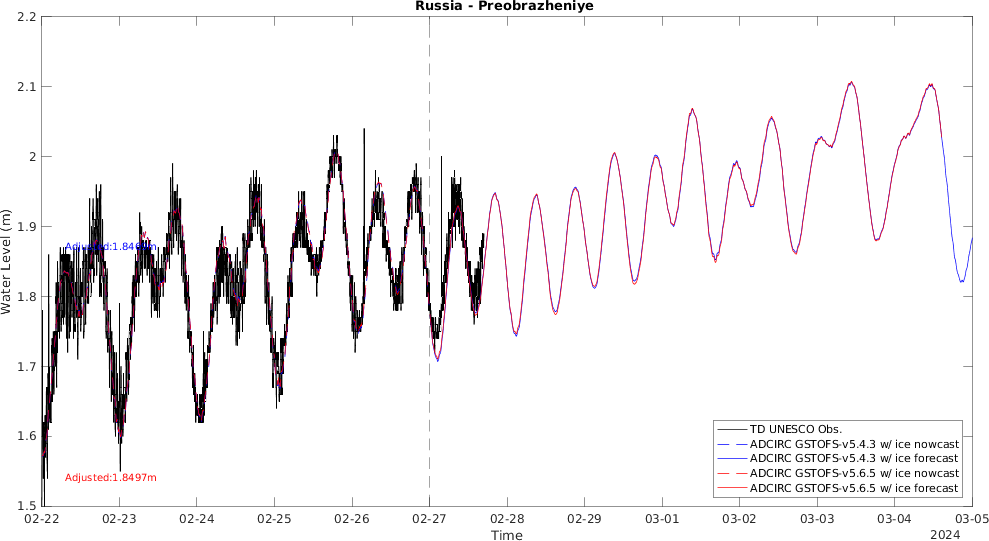 Russia - Preobrazheniye
2.2
2.1
2
1.9
1.8
1.7
1.6
1.5
Water Level (m)
Adjusted:1.8497m
02-22
02-23
02-24
02-25
02-26
02-27
02-28
02-29
03-01
03-02
03-03
03-04
03-05
Time
2024
TD UNESCO Obs.
ADCIRC GSTOFS-v5.4.3 w/ ice nowcast
ADCIRC GSTOFS-v5.4.3 w/ ice forecast
ADCIRC GSTOFS-v5.6.5 w/ ice nowcast
ADCIRC GSTOFS-v5.6.5 w/ ice forecast